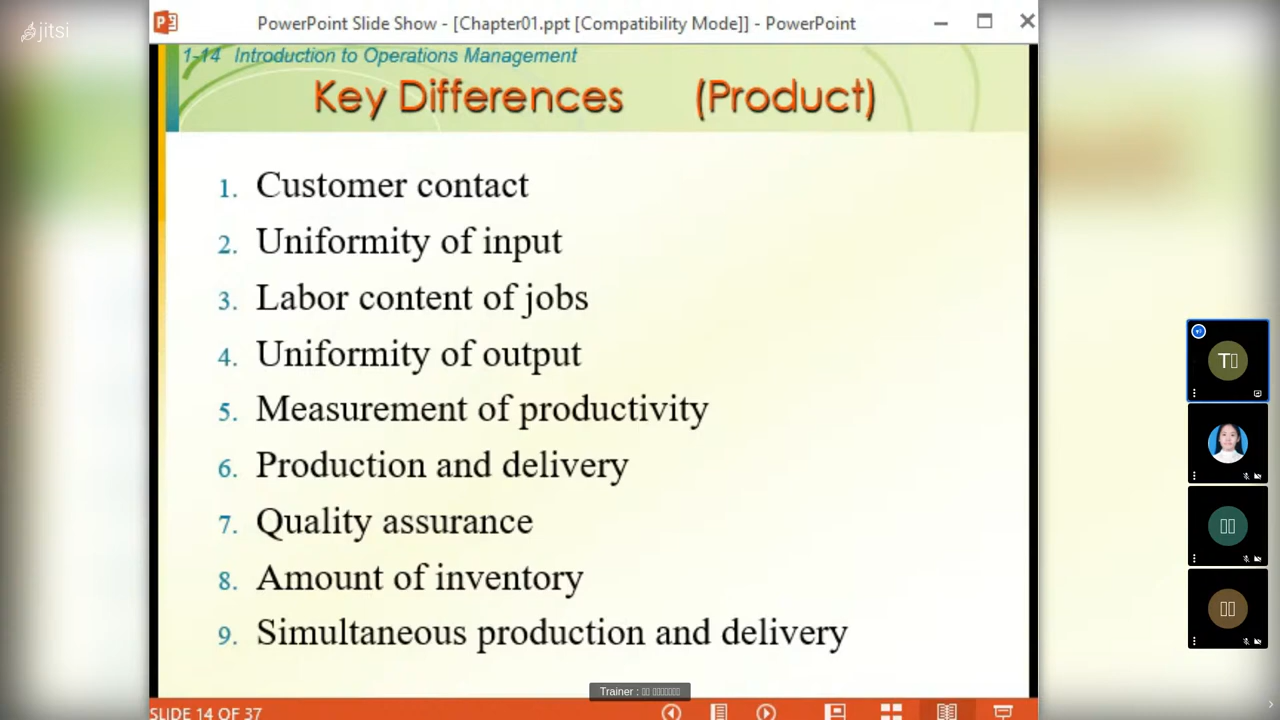 jitsi
PowerPoint Slide Show - [Chapter01.ppt [Compatibility Mode]] - PowerPoint
1-14 Introduction to Operations Management
Key Differences (Product)
1. Customer contact
2. Uniformity of input
3. Labor content of jobs
4. Uniformity of output
5. Measurement of productivity
6. Production and delivery
7. Quality assurance
8. Amount of inventory
9. Simultaneous production and delivery
T
Trainer :
SLIDE 14 OF 37